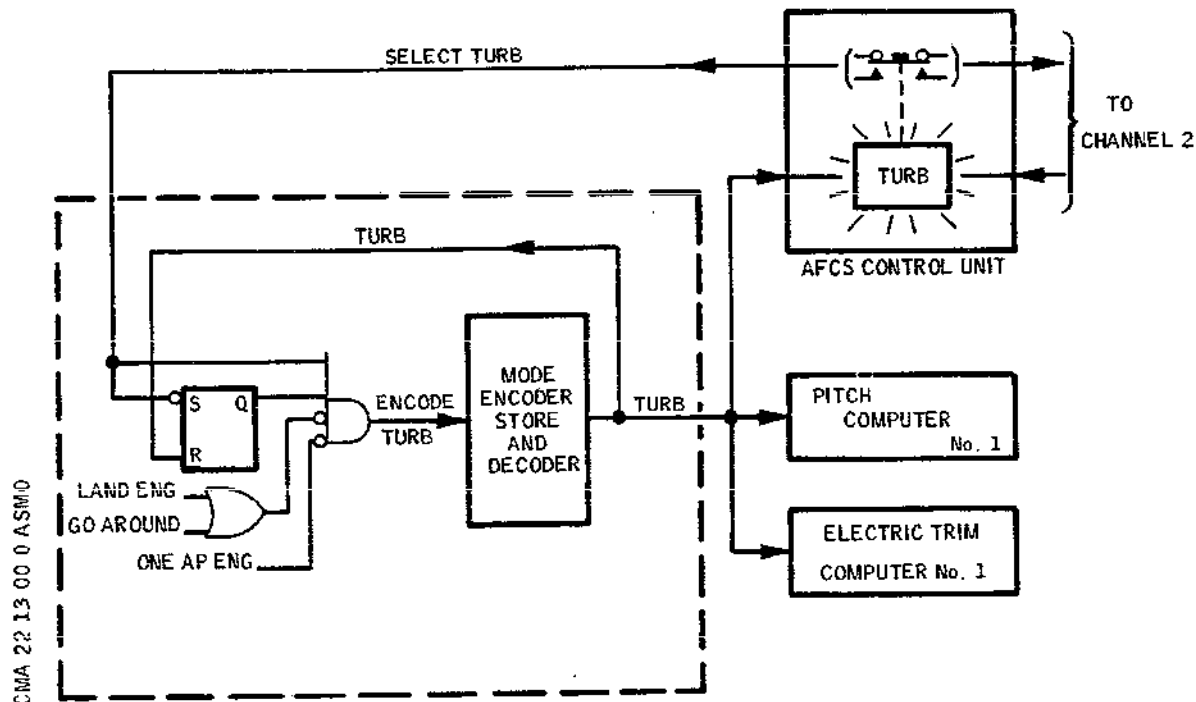 SELECT TURB
TO
CHANNEL 2
TURB
AFCS CONTROL UNIT
TURB
S Q
R
ENCODE
TURB
MODE
ENCODER
STORE
AND
DECODER
TURB
PITCH
COMPUTER
No. 1
LAND ENG
GO AROUND
ONE AP ENG
ELECTRIC TRIM
COMPUTER No. 1
CMA 22 13 00 0 ASM0